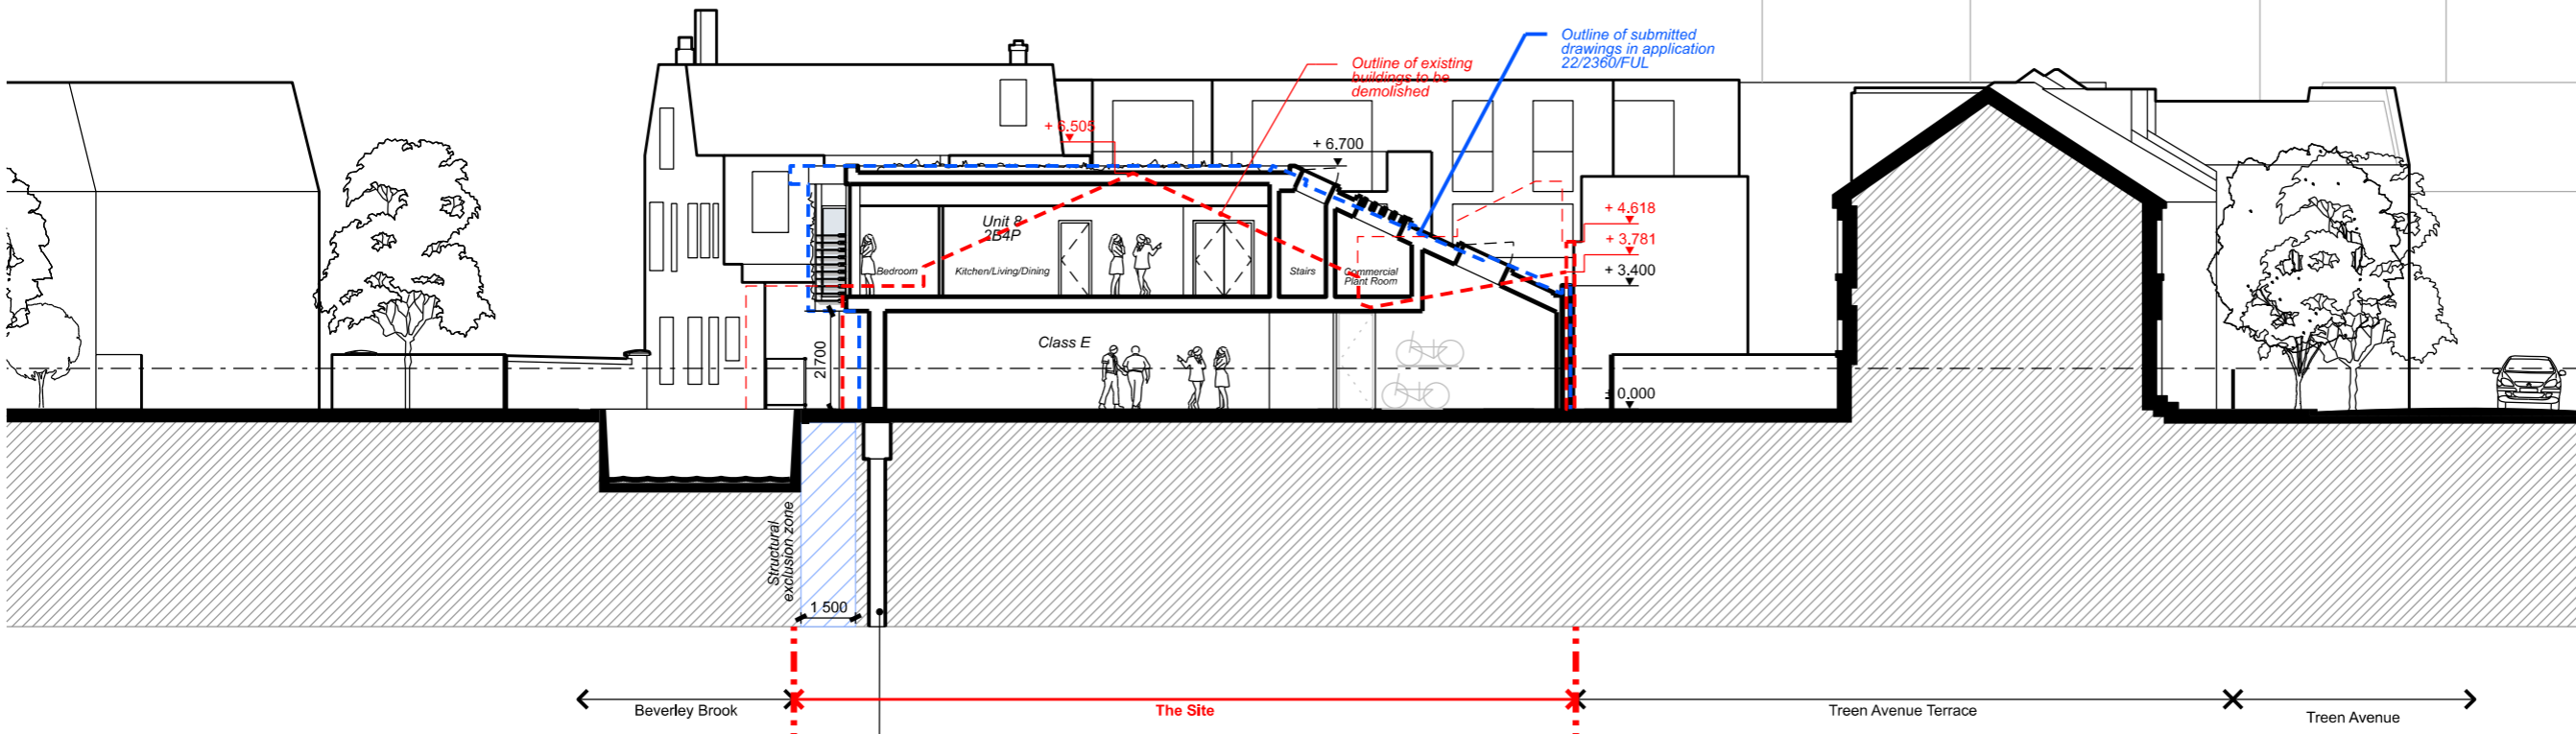 Outline of submitted
drawings in application
22/2360/FUL
Outline of existing
buildings to be
demolished
+ 6.505
+ 6.700
+ 4.618
+ 3.781
+ 3.400
± 0.000
Unit 8
2B4P
Bedroom
Kitchen/Living/Dining
Stairs
Commercial
Plant Room
Class E
2 700
Structural
exclusion zone
1 500
Beverley Brook
The Site
Treen Avenue Terrace
Treen Avenue